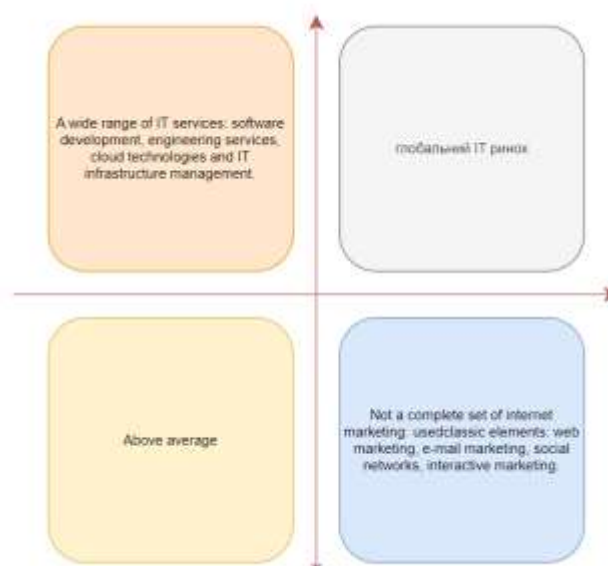 A wide range of IT services: software
development, engineering services,
cloud technologies and IT
infrastructure management.
глобальний ІТ ринок
Above average
Not a complete set of internet
marketing: usedclassic elements: web
marketing, e-mail marketing, social
networks, interactive marketing.